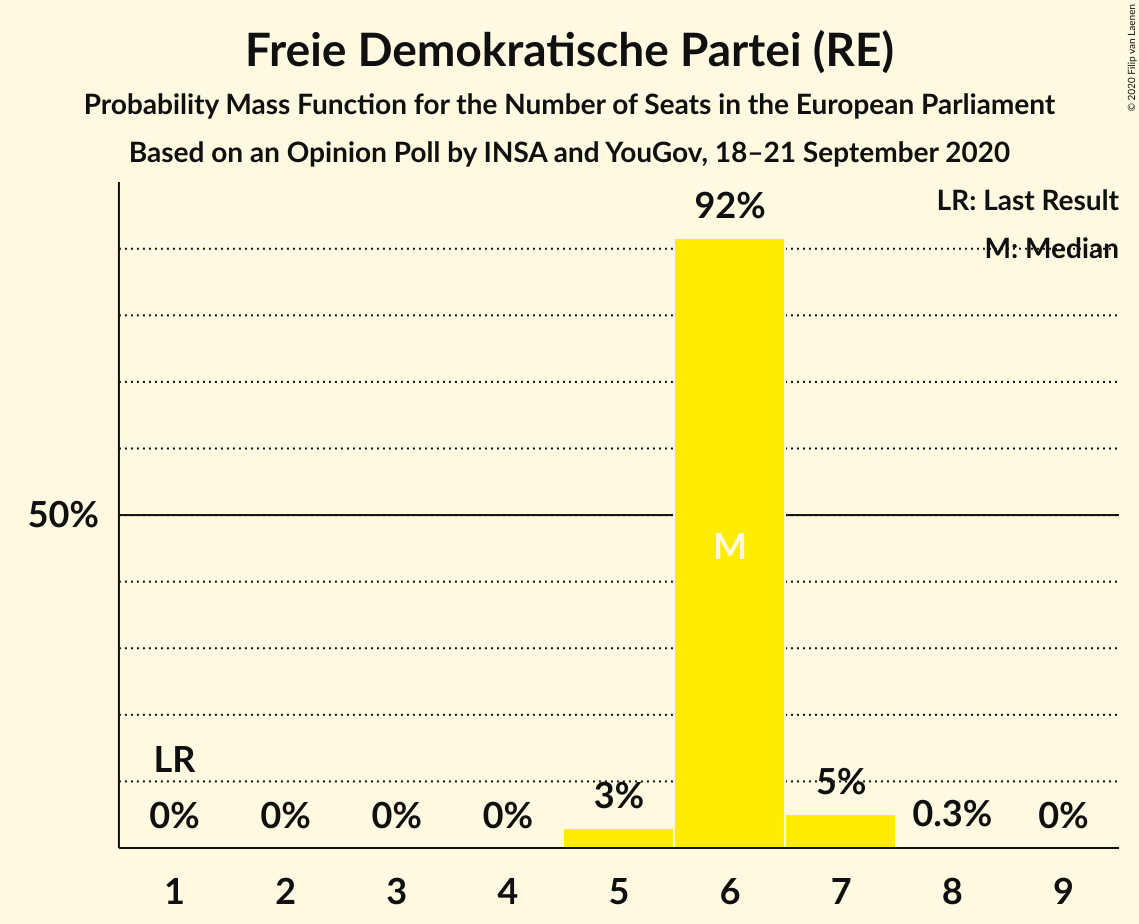 Freie Demokratische Partei (RE)
Probability Mass Function for the Number of Seats in the European Parliament
Based on an Opinion Poll by INSA and YouGov, 18–21 September 2020
© 2020 Filip van Laenen
LR: Last Result
M: Median
92%
50%
M
LR
0%
0%
0%
0%
3%
5%
0.3%
0%
1 2 3 4 5 6 7 8 9